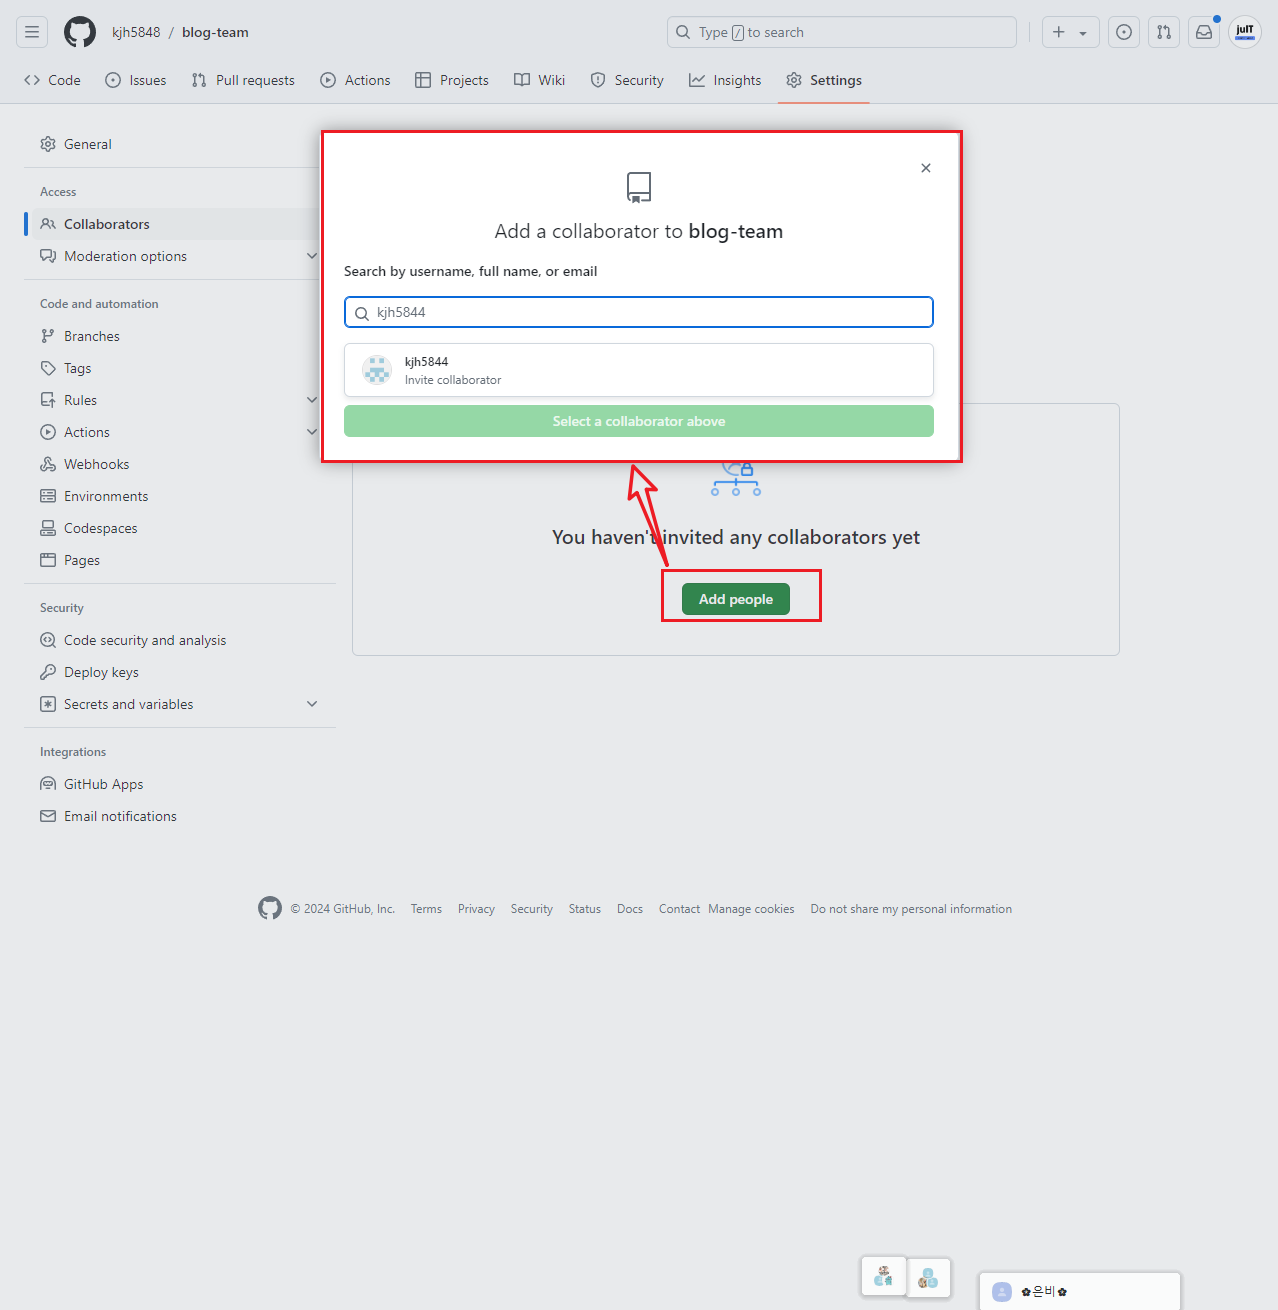 kjh5848 / blog-team
Type / to search
juIT
Code Issues Pull requests Actions Projects Wiki Security Insights Settings
General
Access
Collaborators
Moderation options
Code and automation
Branches
Tags
Rules
Actions
Webhooks
Environments
Codespaces
Pages
Security
Code security and analysis
Deploy keys
Secrets and variables
Integrations
GitHub Apps
Email notifications
Add a collaborator to blog-team
Search by username, full name, or email
kjh5844
kjh5844
Invite collaborator
Select a collaborator above
You haven't invited any collaborators yet
Add people
© 2024 GitHub, Inc. Terms Privacy Security Status Docs Contact Manage cookies Do not share my personal information
✿은비✿